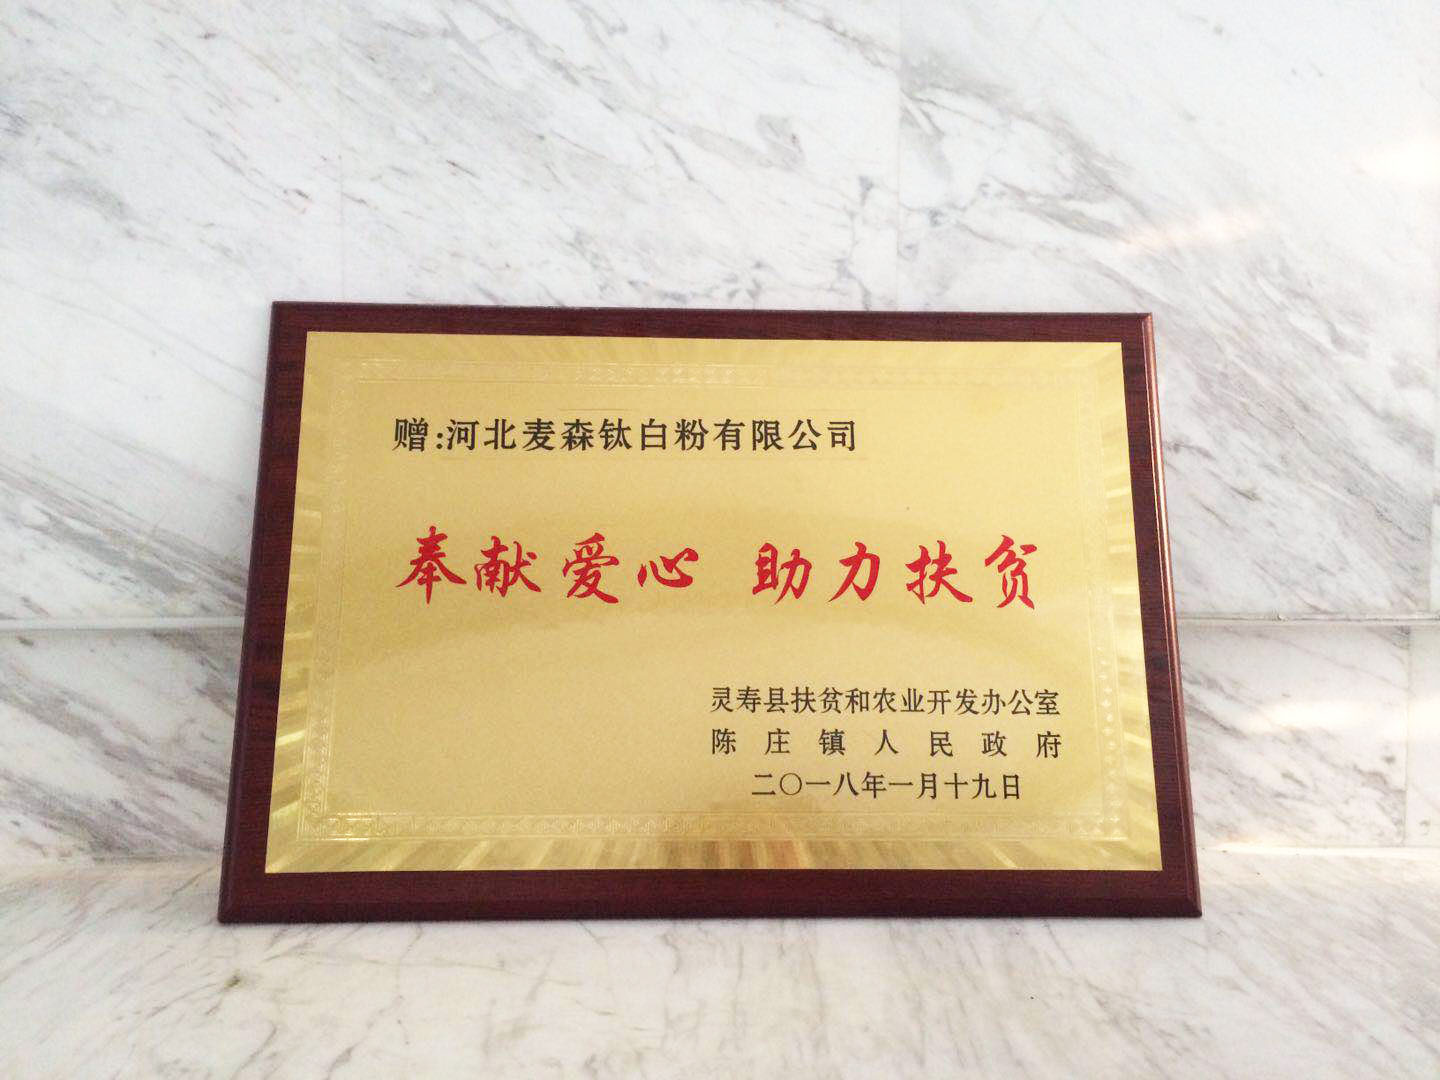 赠:河北麦森钛白粉有限公司
奉献爱心 助力扶贫
灵寿县扶贫和农业开发办公室
陈庄镇人民政府
二〇一八年一月十九日